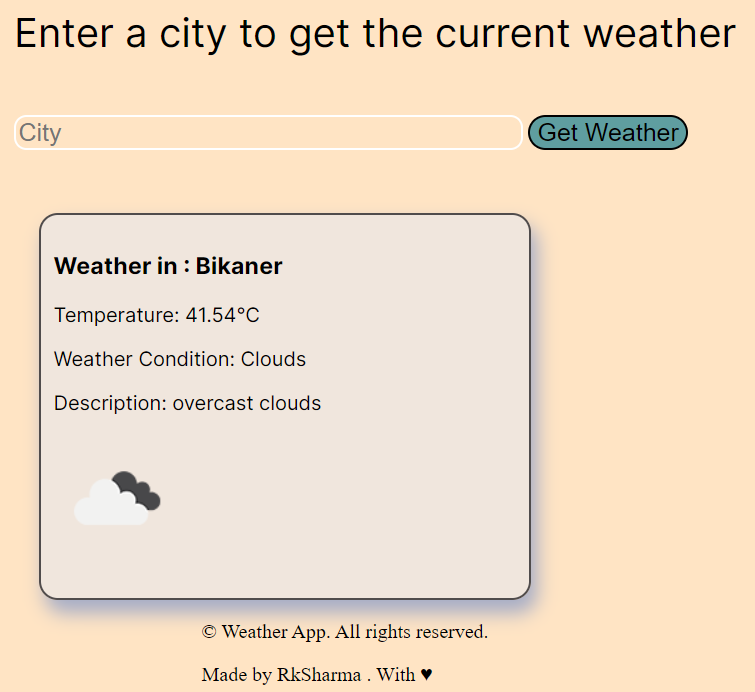 Enter a city to get the current weather
City
Get Weather
Weather in : Bikaner
Temperature: 41.54°C
Weather Condition: Clouds
Description: overcast clouds
© Weather App. All rights reserved.
Made by RkSharma . With ♥